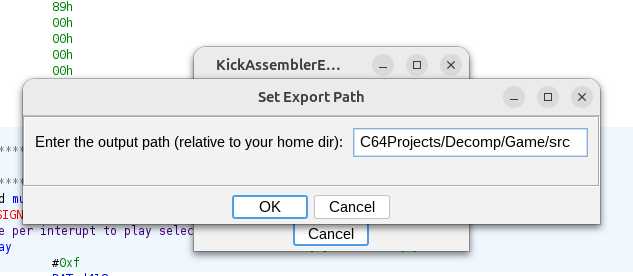 89h
00h
00h
00h
00h
KickAssemblerE...
Set Export Path
Enter the output path (relative to your home dir): C64Projects/Decomp/Game/src
****
****
d mu
SIGN
OK Cancel
e per interupt to play selec
ay
Cancel
#0xf